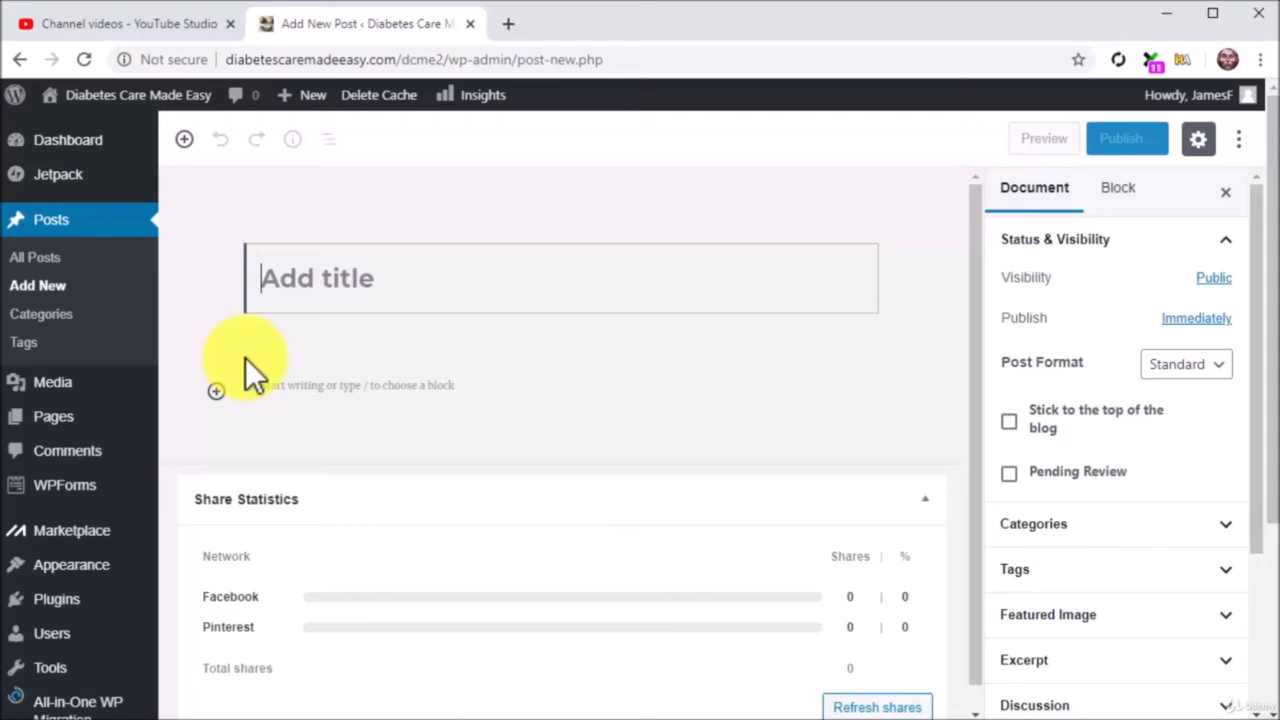 Channel videos - YouTube Studio
Add New Post ‹ Diabetes Care M
Not secure
diabetescaremadeeasy.com/dcme2/wp-admin/post-new.php
11
Diabetes Care Made Easy
0
New
Delete Cache
Insights
Howdy, JamesF
Dashboard
Jetpack
Posts
All Posts
Add New
Categories
Tags
Media
Pages
Comments
WPForms
Marketplace
Appearance
Plugins
Users
Tools
All-in-One WP
Migration
Preview
Publish...
Add title
art writing or type / to choose a block
Share Statistics
Network
Shares | %
Facebook 0 | 0
Pinterest 0 | 0
Total shares 0
Refresh shares
Document
Block
Status & Visibility
Visibility
Public
Publish
Immediately
Post Format
Standard
Stick to the top of the
blog
Pending Review
Categories
Tags
Featured Image
Excerpt
Discussion
Udemy